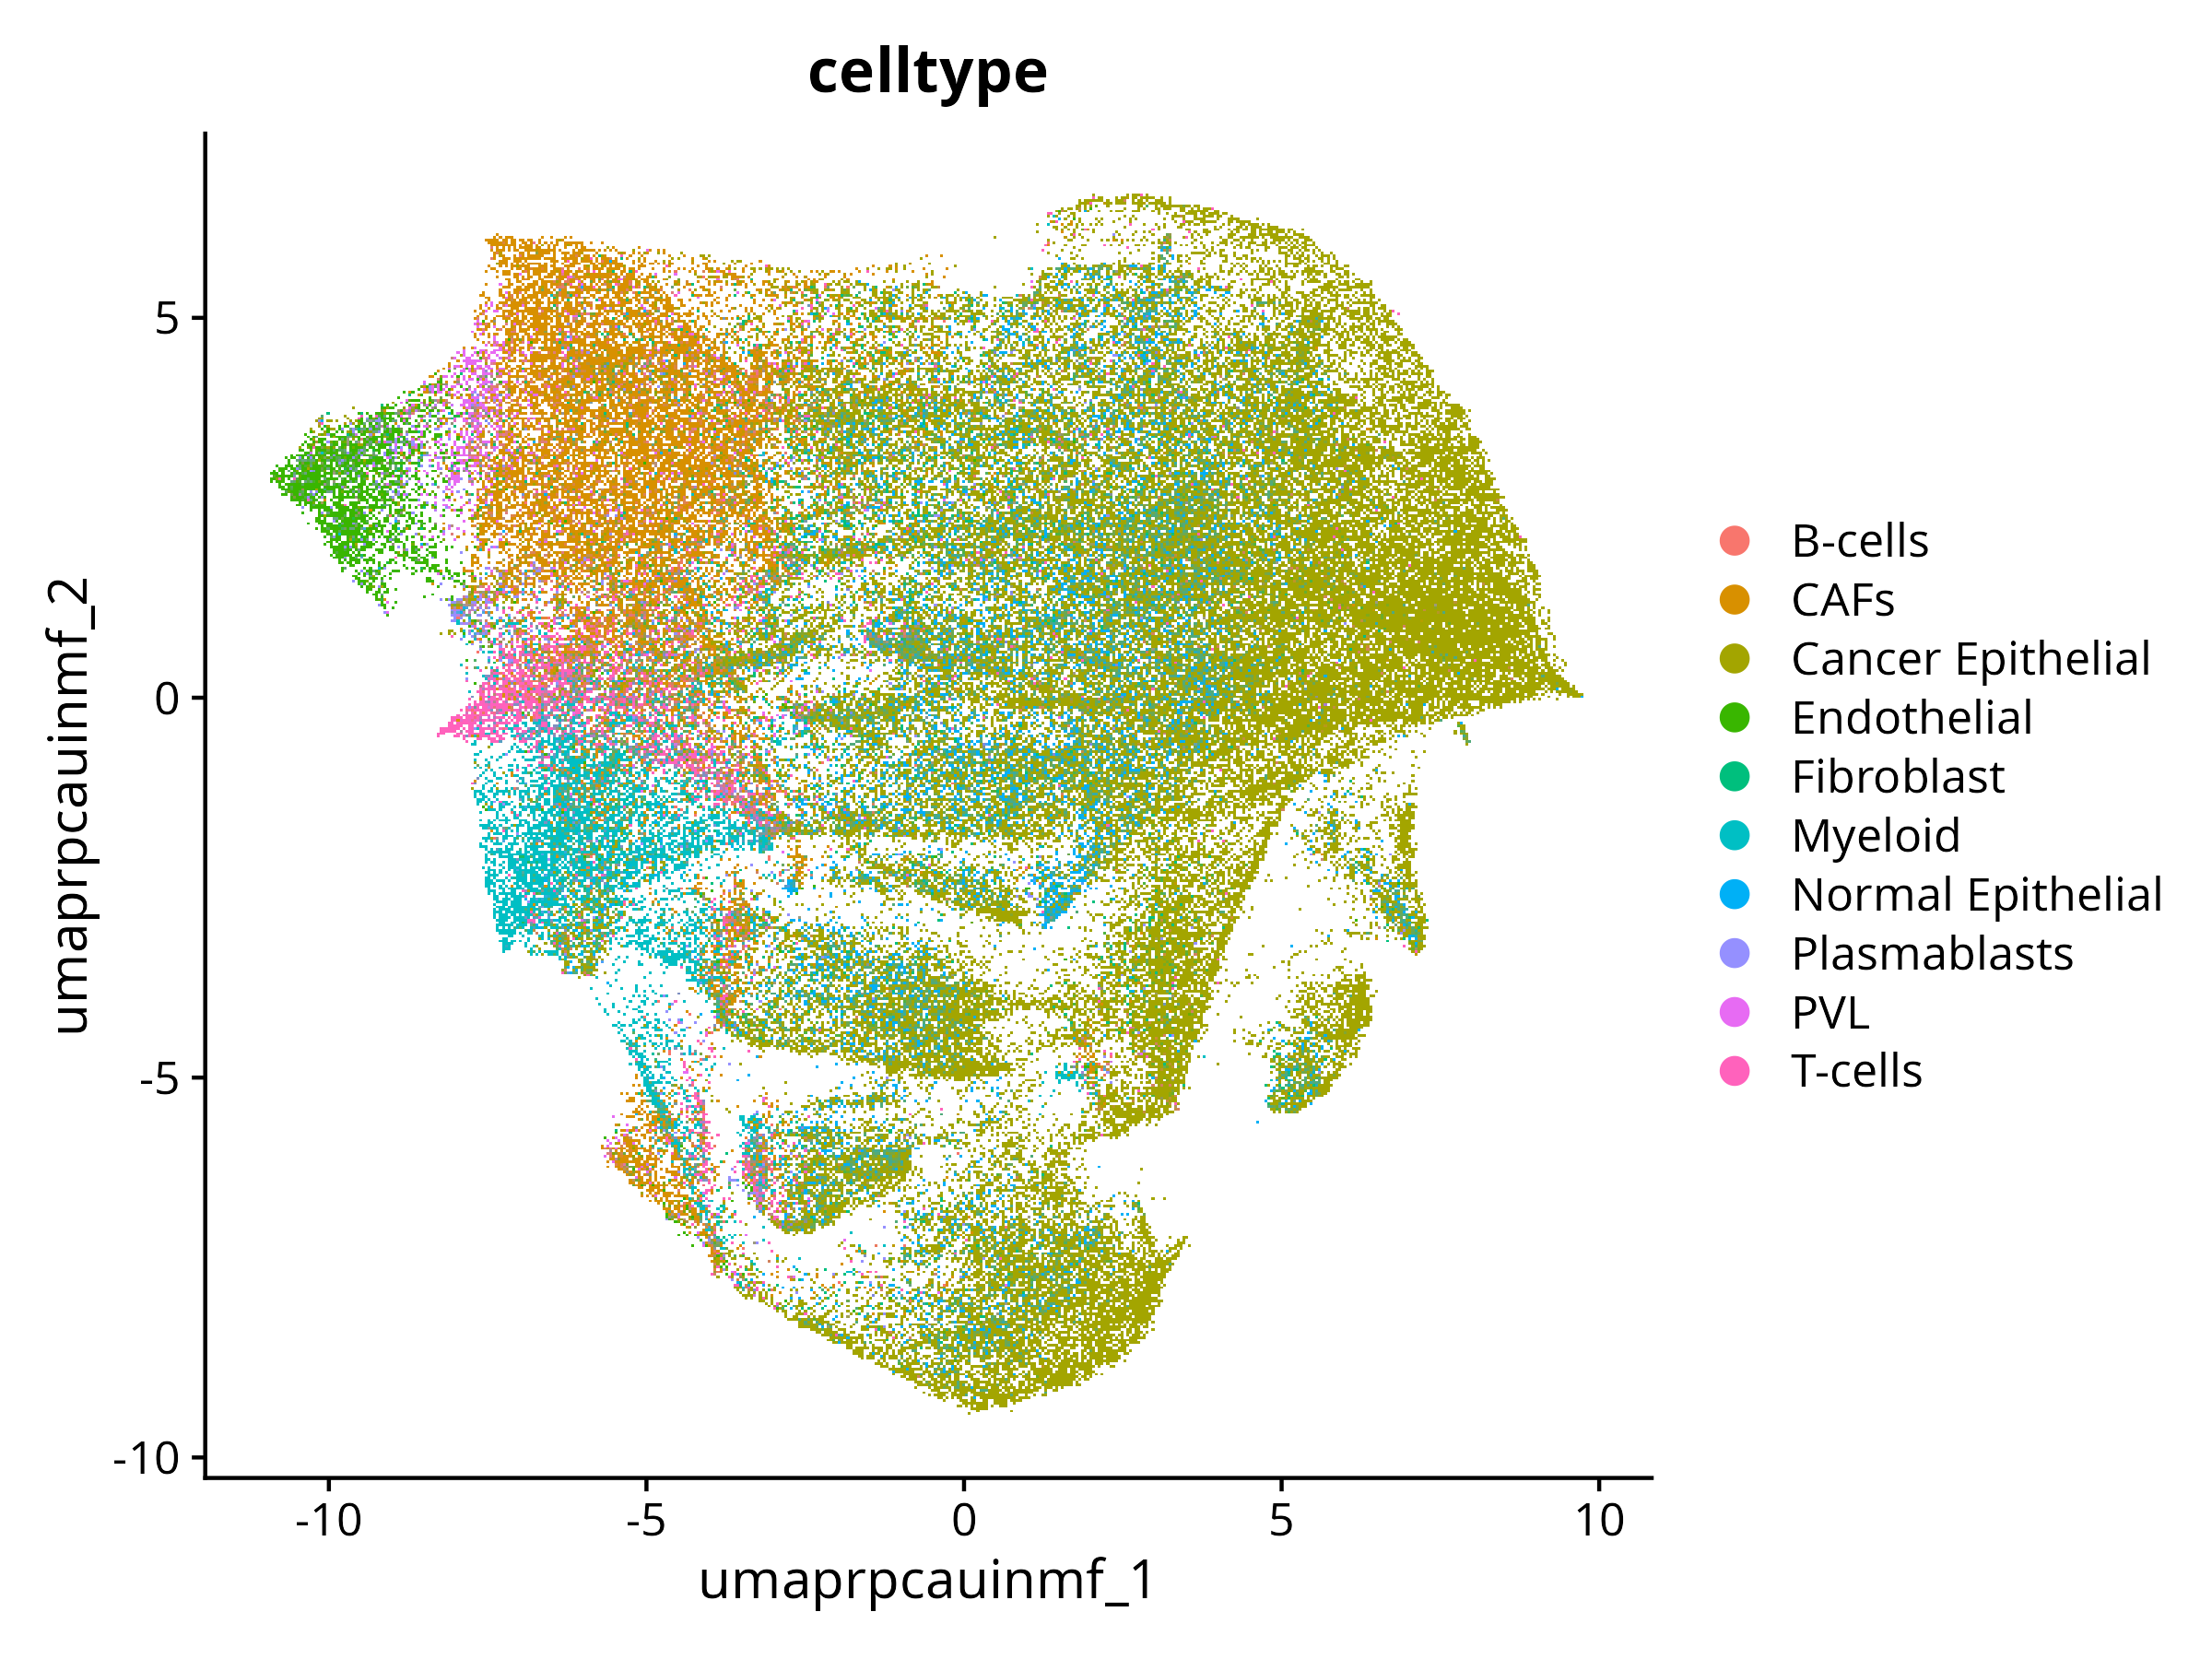 celltype
umaprpcauinmf_2
5
0
-5
-10
-10
-5
0
5
10
umaprpcauinmf_1
B-cells
CAFs
Cancer Epithelial
Endothelial
Fibroblast
Myeloid
Normal Epithelial
Plasmablasts
PVL
T-cells